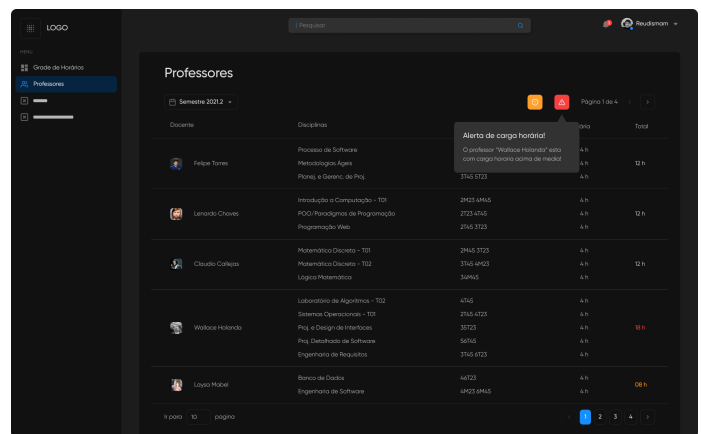 LOGO
Pesquisar
Reudismam
MENU
Grade de Horários
Professores
Professores
Semestre 2021.2
Página 1 de 4
Docente
Disciplinas
Total
Alerta de carga horária!
O professor "Wallace Holanda" esta
com carga horaria acima de media!
Processo de Software
4 h
Felipe Torres
Metodologias Ágeis
4 h
12 h
Planej. e Gerenc. de Proj.
3T45 5T23
4 h
Introdução a Computação - T01
2M23 4M45
4 h
Lenardo Chaves
POO/Paradigmas de Programação
2T23 4T45
4 h
12 h
Programação Web
2T45 3T23
4 h
Matemática Discreta - T01
2M45 3T23
4 h
Claudio Callejas
Matemática Discreta - T02
3T45 4M23
4 h
12 h
Lógica Matemática
34M45
4 h
Laboratório de Algoritmos - T02
4T45
4 h
Sistemas Operacionais - T01
2T45 4T23
4 h
Wallace Holanda
Proj. e Design de Interfaces
35T23
4 h
18 h
Proj. Detalhado de Software
56T45
4 h
Engenharia de Requisitos
3T45 6T23
4 h
Banco de Dados
46T23
4 h
Laysa Mabel
08 h
Engenharia de Software
4M23 6M45
4 h
Ir para 10 pagina
1 2 3 4